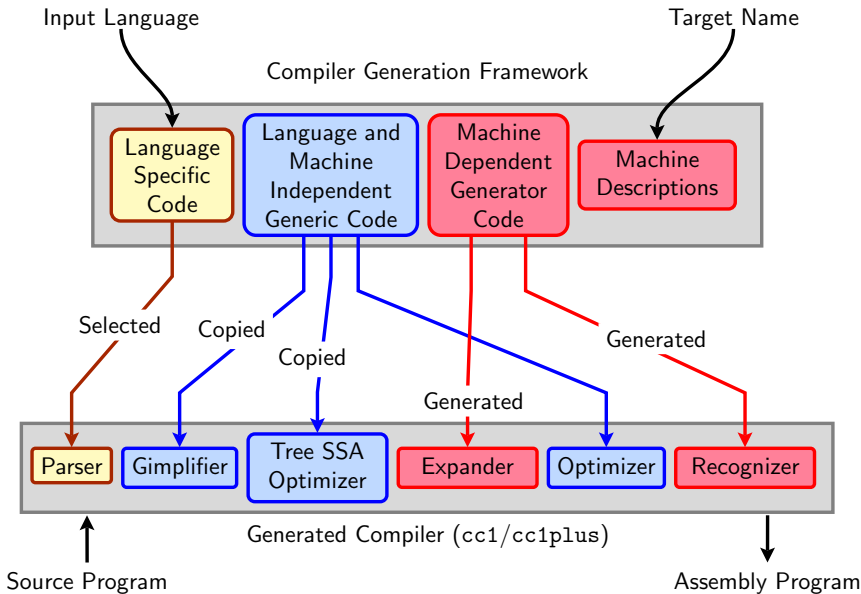 Input Language
Target Name
Compiler Generation Framework
Language
Specific
Code
Language and
Machine
Independent
Generic Code
Machine
Dependent
Generator
Code
Machine
Descriptions
Selected
Copied
Copied
Generated
Generated
Parser
Gimplifier
Tree SSA
Optimizer
Expander
Optimizer
Recognizer
Generated Compiler (cc1/cc1plus)
Source Program
Assembly Program